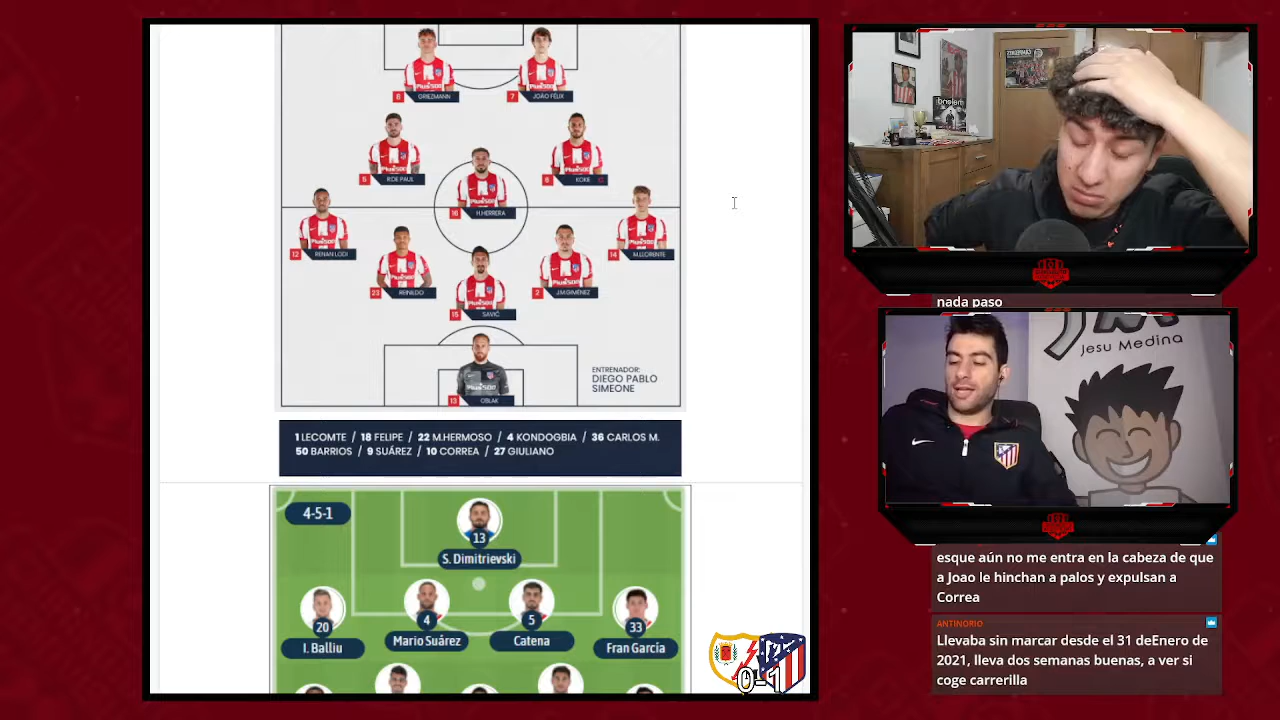 8 GRIEZMANN
7 JOÃO FÉLIX
5 R.DE PAUL
6 KOKE C
16 H.HERRERA
12 RENAN LODI
14 M.LLORENTE
23 REINILDO
2 J.M.GIMÉNEZ
15 SAVIĆ
13 OBLAK
ENTRENADOR:
DIEGO PABLO
SIMEONE
1 LECOMTE / 18 FELIPE / 22 M.HERMOSO / 4 KONDOGBIA / 36 CARLOS M.
50 BARRIOS / 9 SUÁREZ / 10 CORREA / 27 GIULIANO
4-5-1
13
S. Dimitrievski
20
I. Balliu
4
Mario Suárez
5
Catena
33
Fran García
0-1
nada paso
Jesu Medina
esque aún no me entra en la cabeza de que
a Joao le hinchan a palos y expulsan a
Correa
ANTINORIO
Llevaba sin marcar desde el 31 deEnero de
2021, lleva dos semanas buenas, a ver si
coge carrerilla